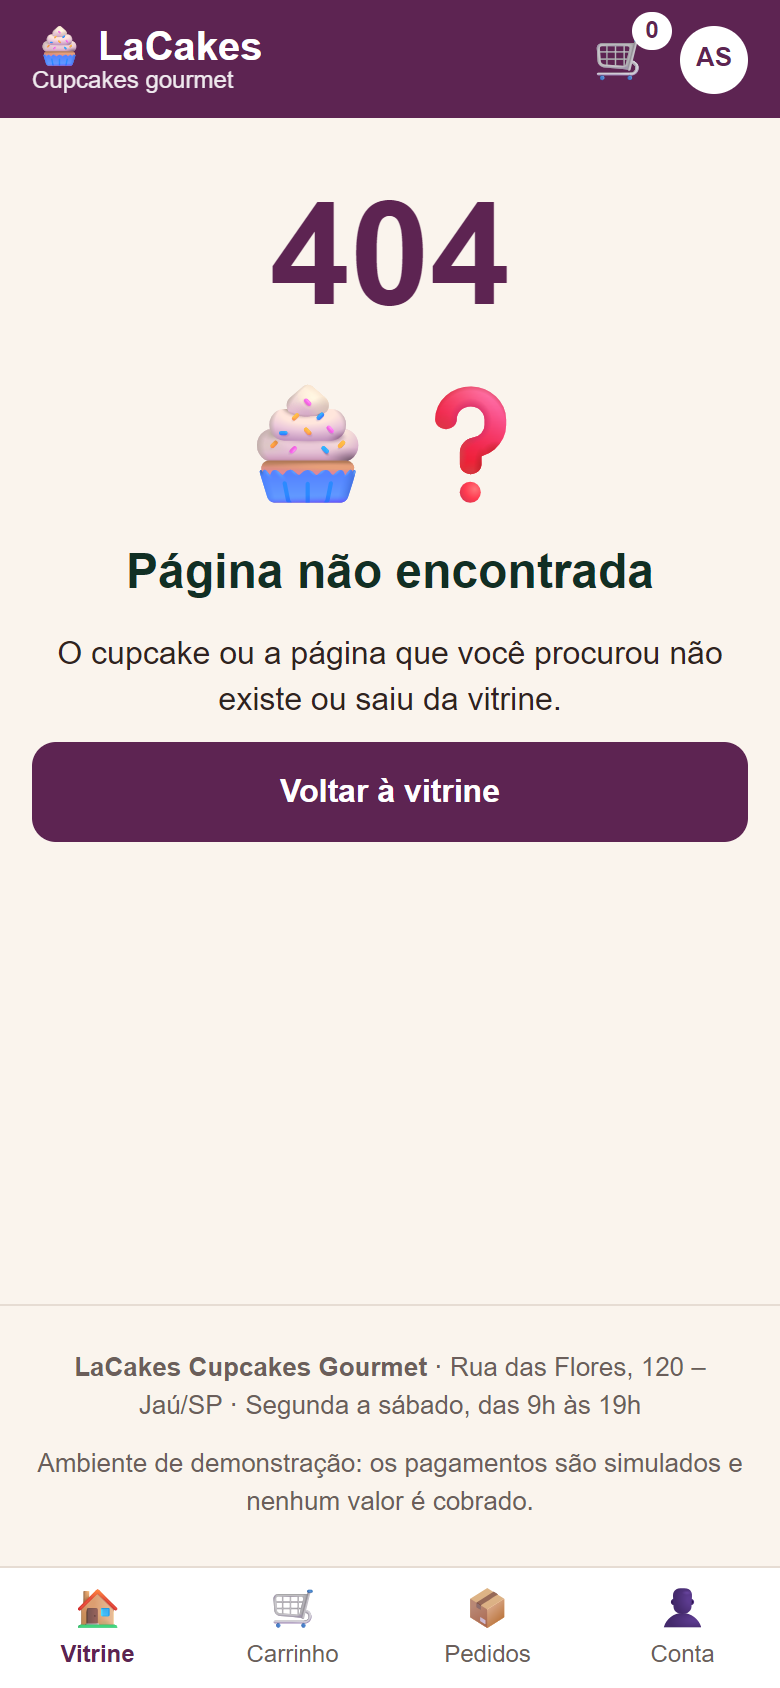 LaCakes
Cupcakes gourmet
0
AS
404
Página não encontrada
O cupcake ou a página que você procurou não
existe ou saiu da vitrine.
Voltar à vitrine
LaCakes Cupcakes Gourmet · Rua das Flores, 120 –
Jaú/SP · Segunda a sábado, das 9h às 19h
Ambiente de demonstração: os pagamentos são simulados e
nenhum valor é cobrado.
Vitrine
Carrinho
Pedidos
Conta